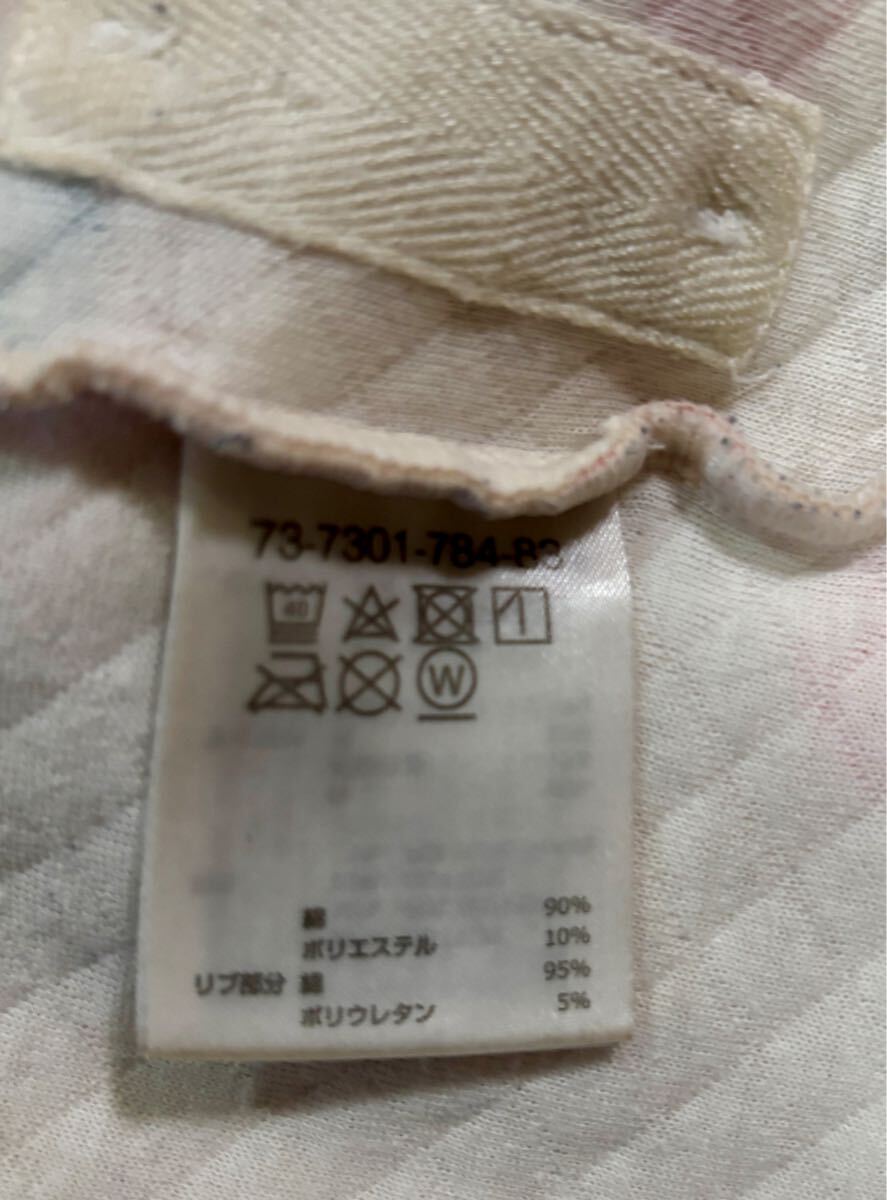 73-7301-784-83
40
W
綿 90%
ポリエステル 10%
リブ部分 綿 95%
ポリウレタン 5%